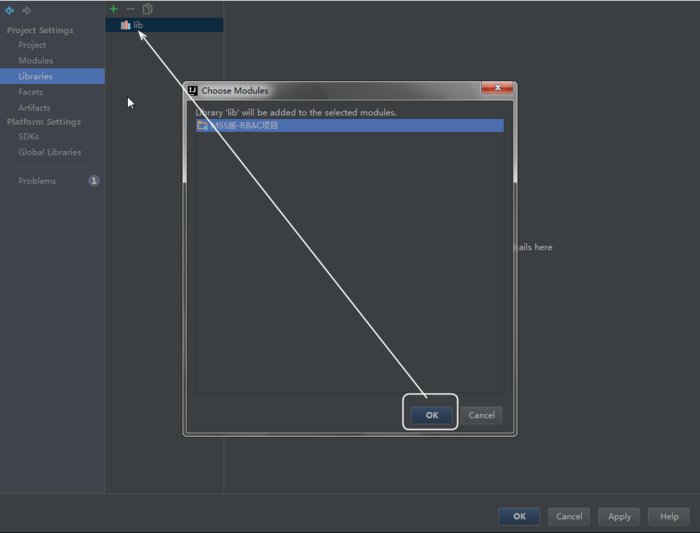 Project Settings
Project
Modules
Libraries
Facets
Artifacts
Platform Settings
SDKs
Global Libraries
Problems
1
lib
Choose Modules
Library 'lib' will be added to the selected modules.
MSS版-RBAC项目
OK
Cancel
ails here
OK
Cancel
Apply
Help